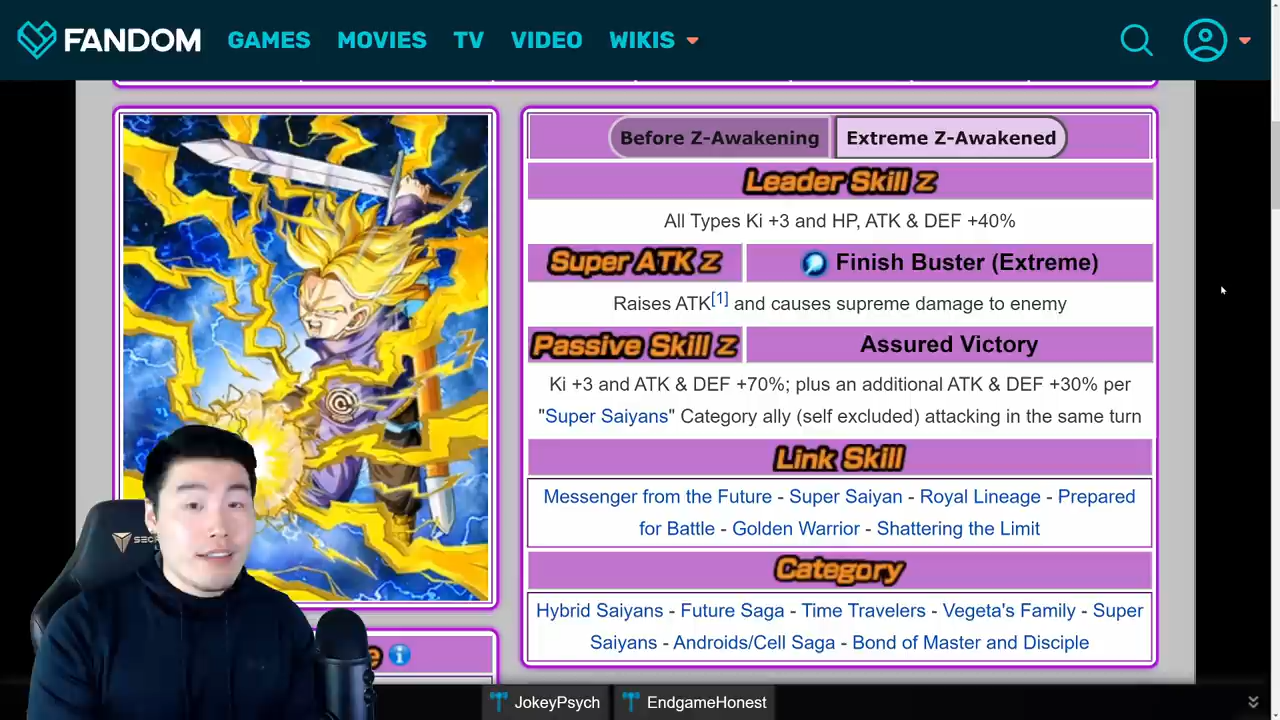 FANDOM GAMES MOVIES TV VIDEO WIKIS
Before Z-Awakening Extreme Z-Awakened
Leader Skill Z
All Types Ki +3 and HP, ATK & DEF +40%
Super ATK Z Finish Buster (Extreme)
Raises ATK[1] and causes supreme damage to enemy
Passive Skill Z Assured Victory
Ki +3 and ATK & DEF +70%; plus an additional ATK & DEF +30% per
"Super Saiyans" Category ally (self excluded) attacking in the same turn
Link Skill
Messenger from the Future - Super Saiyan - Royal Lineage - Prepared
for Battle - Golden Warrior - Shattering the Limit
Category
Hybrid Saiyans - Future Saga - Time Travelers - Vegeta's Family - Super
Saiyans - Androids/Cell Saga - Bond of Master and Disciple
JokeyPsych EndgameHonest